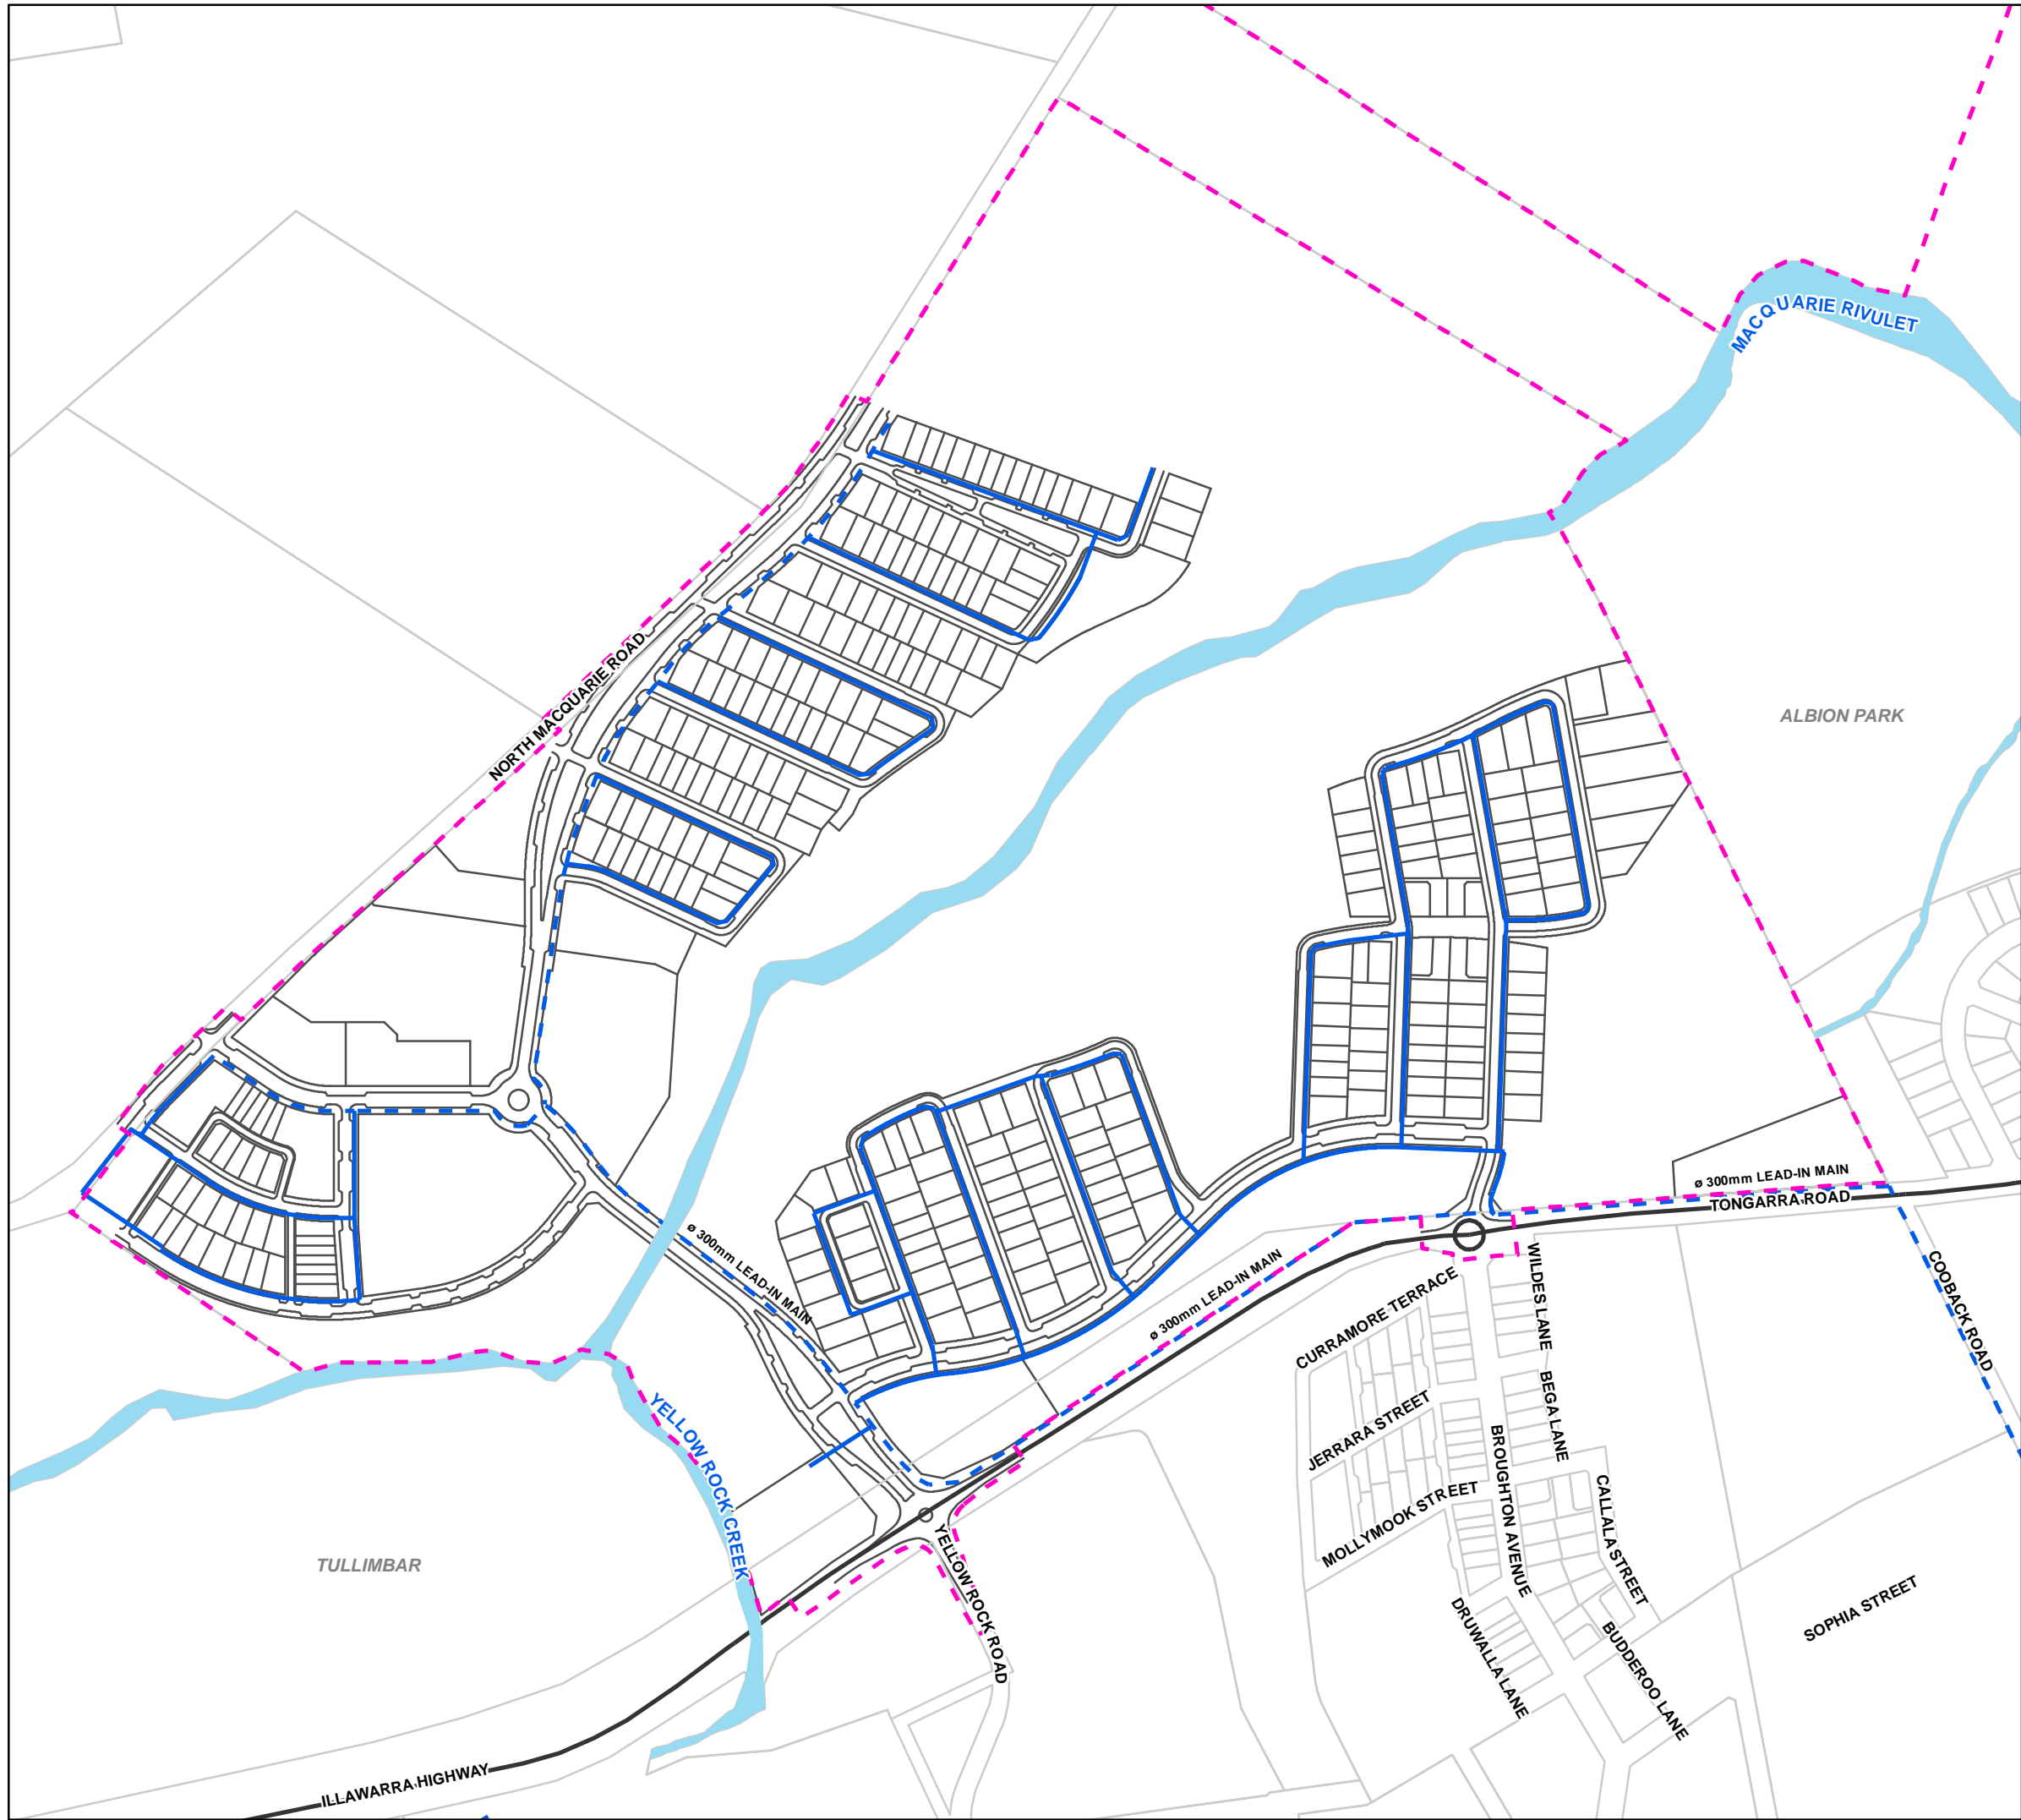 MACQUARIE RIVULET
NORTH MACQUARIE ROAD
ALBION PARK
ø 300mm LEAD-IN MAIN
TONGARRA ROAD
ø 300mm LEAD-IN MAIN
ø 300mm LEAD-IN MAIN
WILDES LANE
COOBACK ROAD
CURRAMORE TERRACE
BEGA LANE
JERRARA STREET
YELLOW ROCK CREEK
BROUGHTON AVENUE
MOLLYMOOK STREET
CALLALA STREET
YELLOW ROCK ROAD
TULLIMBAR
SOPHIA STREET
DRUWALLA LANE
BUDDEROO LANE
ILLAWARRA HIGHWAY